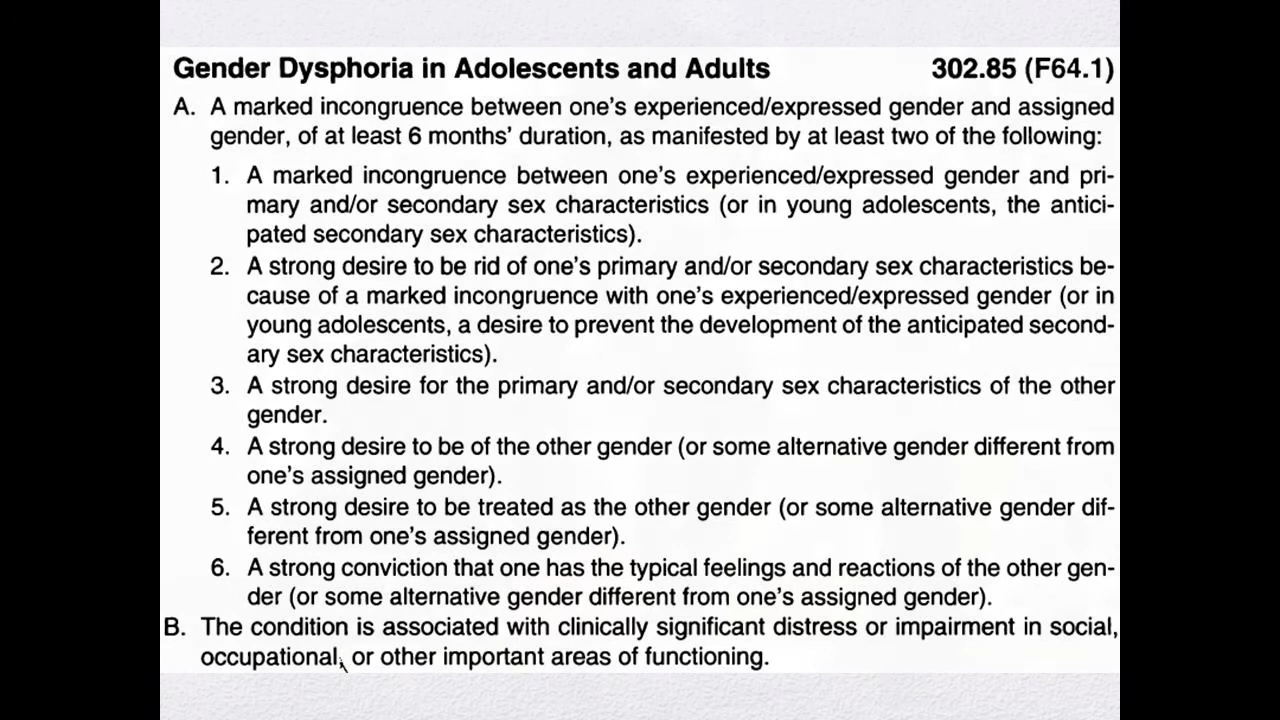 Gender Dysphoria in Adolescents and Adults 302.85 (F64.1)
A. A marked incongruence between one's experienced/expressed gender and assigned
gender, of at least 6 months' duration, as manifested by at least two of the following:
1. A marked incongruence between one's experienced/expressed gender and pri-
mary and/or secondary sex characteristics (or in young adolescents, the antici-
pated secondary sex characteristics).
2. A strong desire to be rid of one's primary and/or secondary sex characteristics be-
cause of a marked incongruence with one's experienced/expressed gender (or in
young adolescents, a desire to prevent the development of the anticipated second-
ary sex characteristics).
3. A strong desire for the primary and/or secondary sex characteristics of the other
gender.
4. A strong desire to be of the other gender (or some alternative gender different from
one's assigned gender).
5. A strong desire to be treated as the other gender (or some alternative gender dif-
ferent from one's assigned gender).
6. A strong conviction that one has the typical feelings and reactions of the other gen-
der (or some alternative gender different from one's assigned gender).
B. The condition is associated with clinically significant distress or impairment in social,
occupational, or other important areas of functioning.